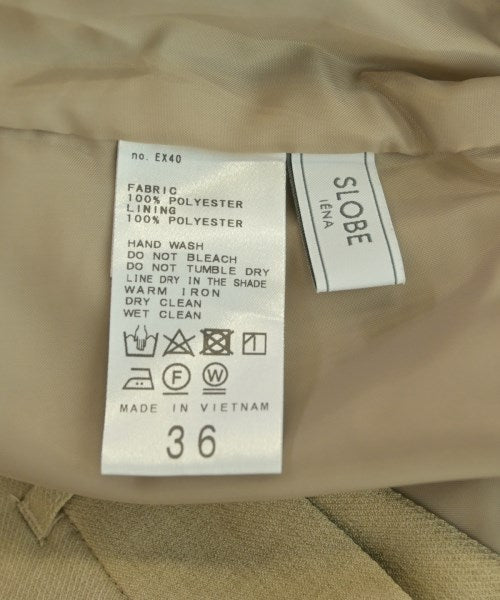 no. EX40
FABRIC
100% POLYESTER
LINING
100% POLYESTER
HAND WASH
DO NOT BLEACH
DO NOT TUMBLE DRY
LINE DRY IN THE SHADE
WARM IRON
DRY CLEAN
WET CLEAN
F
W
MADE IN VIETNAM
36
SLOBE
IÉNA